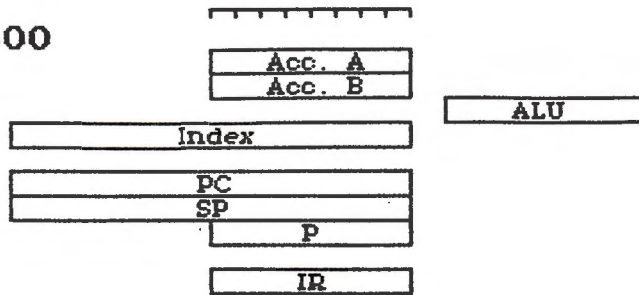 00
Acc. A
Acc. B
ALU
Index
PC
SP
P
IR